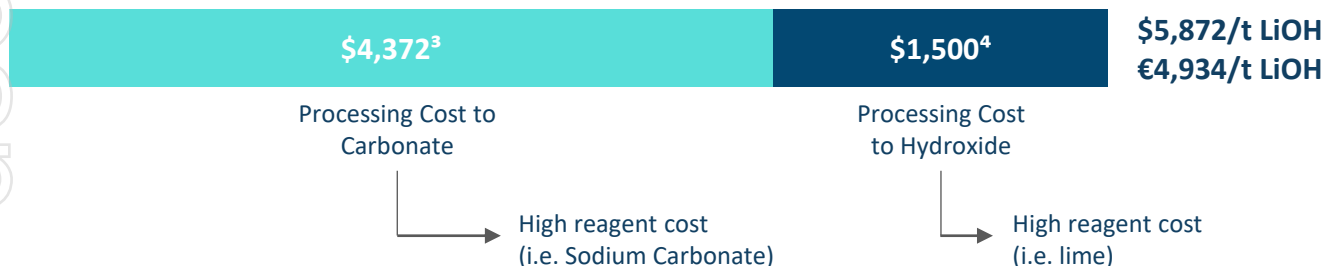 $4,372³
$1,500⁴
$5,872/t LiOH
€4,934/t LiOH
Processing Cost to
Carbonate
Processing Cost
to Hydroxide
High reagent cost
(i.e. Sodium Carbonate)
High reagent cost
(i.e. lime)